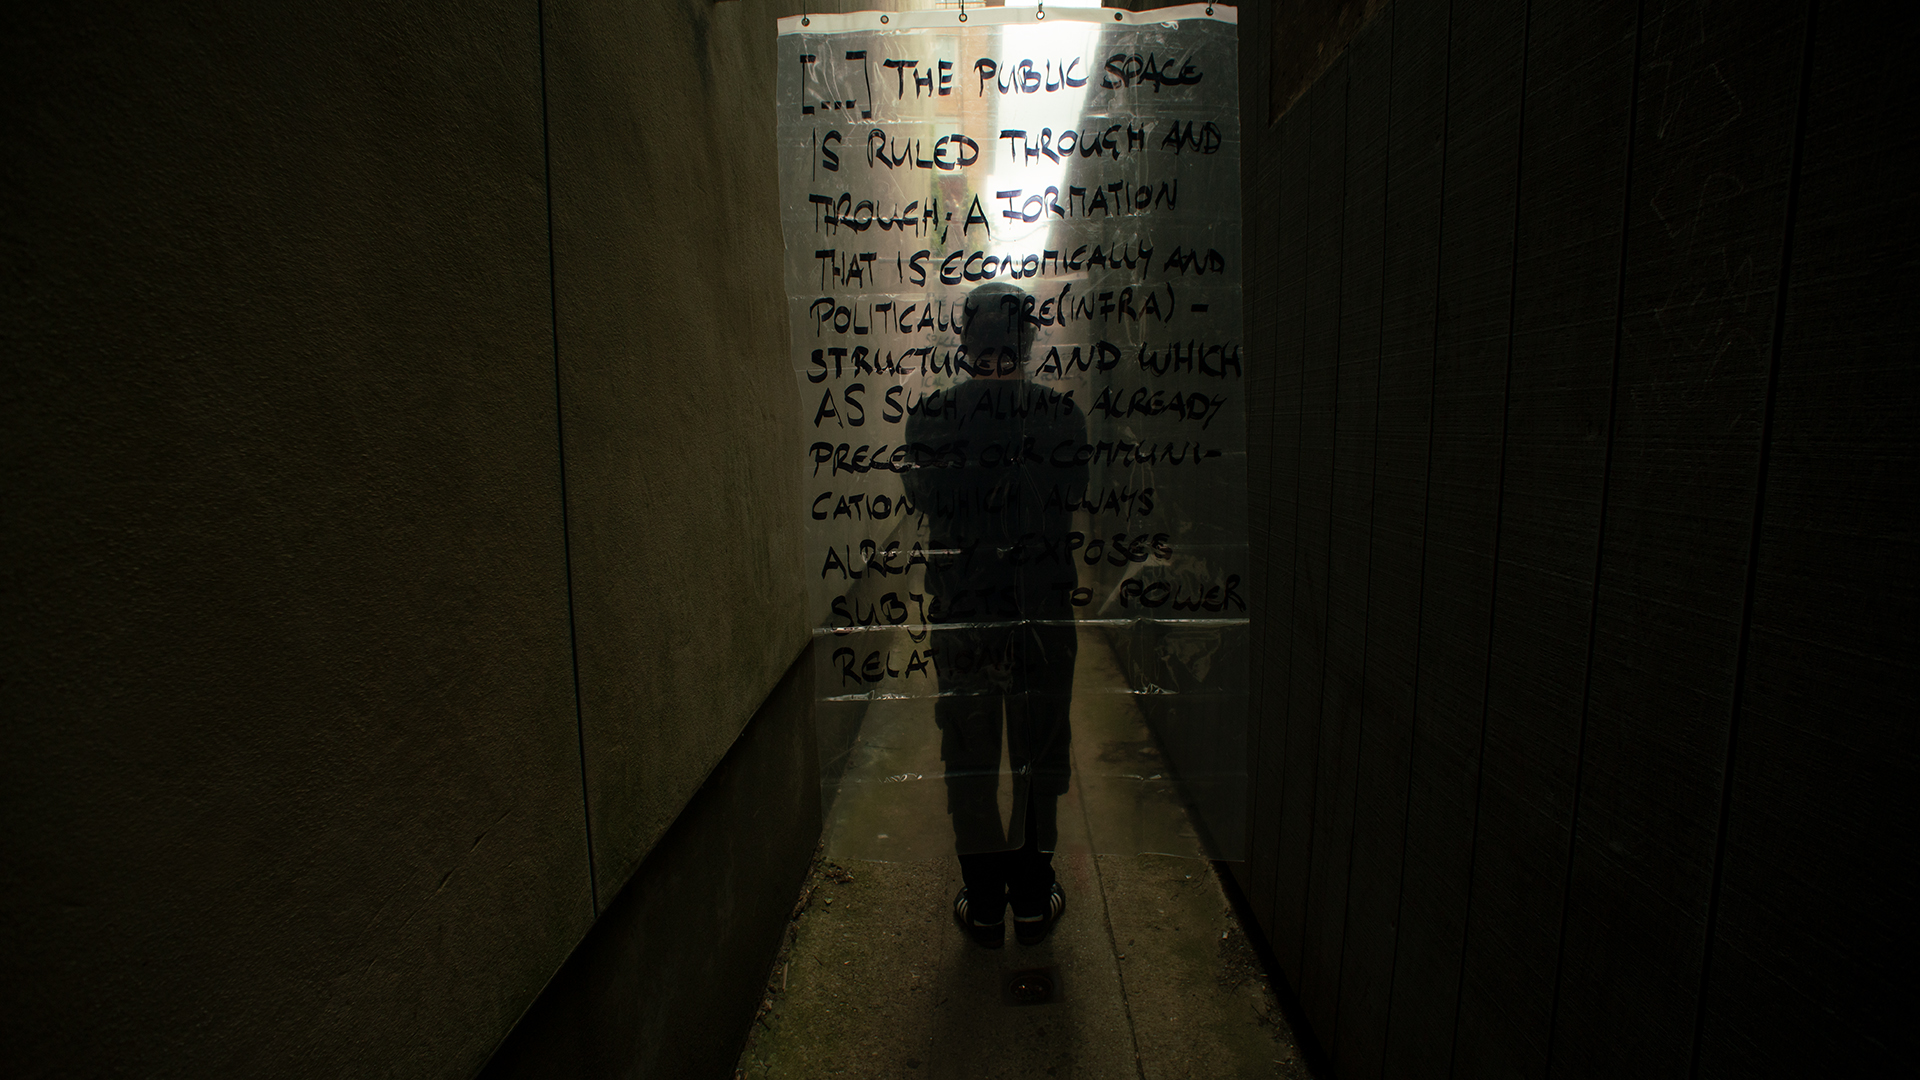 [...] THE PUBLIC SPACE
IS RULED THROUGH AND
THROUGH; A FORMATION
THAT IS ECONOMICALLY AND
POLITICALLY PRE(INFRA)-
STRUCTURED AND WHICH
AS SUCH, ALWAYS ALREADY
PRECEDES OUR COMMUNI-
CATION, WHICH ALWAYS
ALREADY EXPOSES
SUBJECTS TO POWER